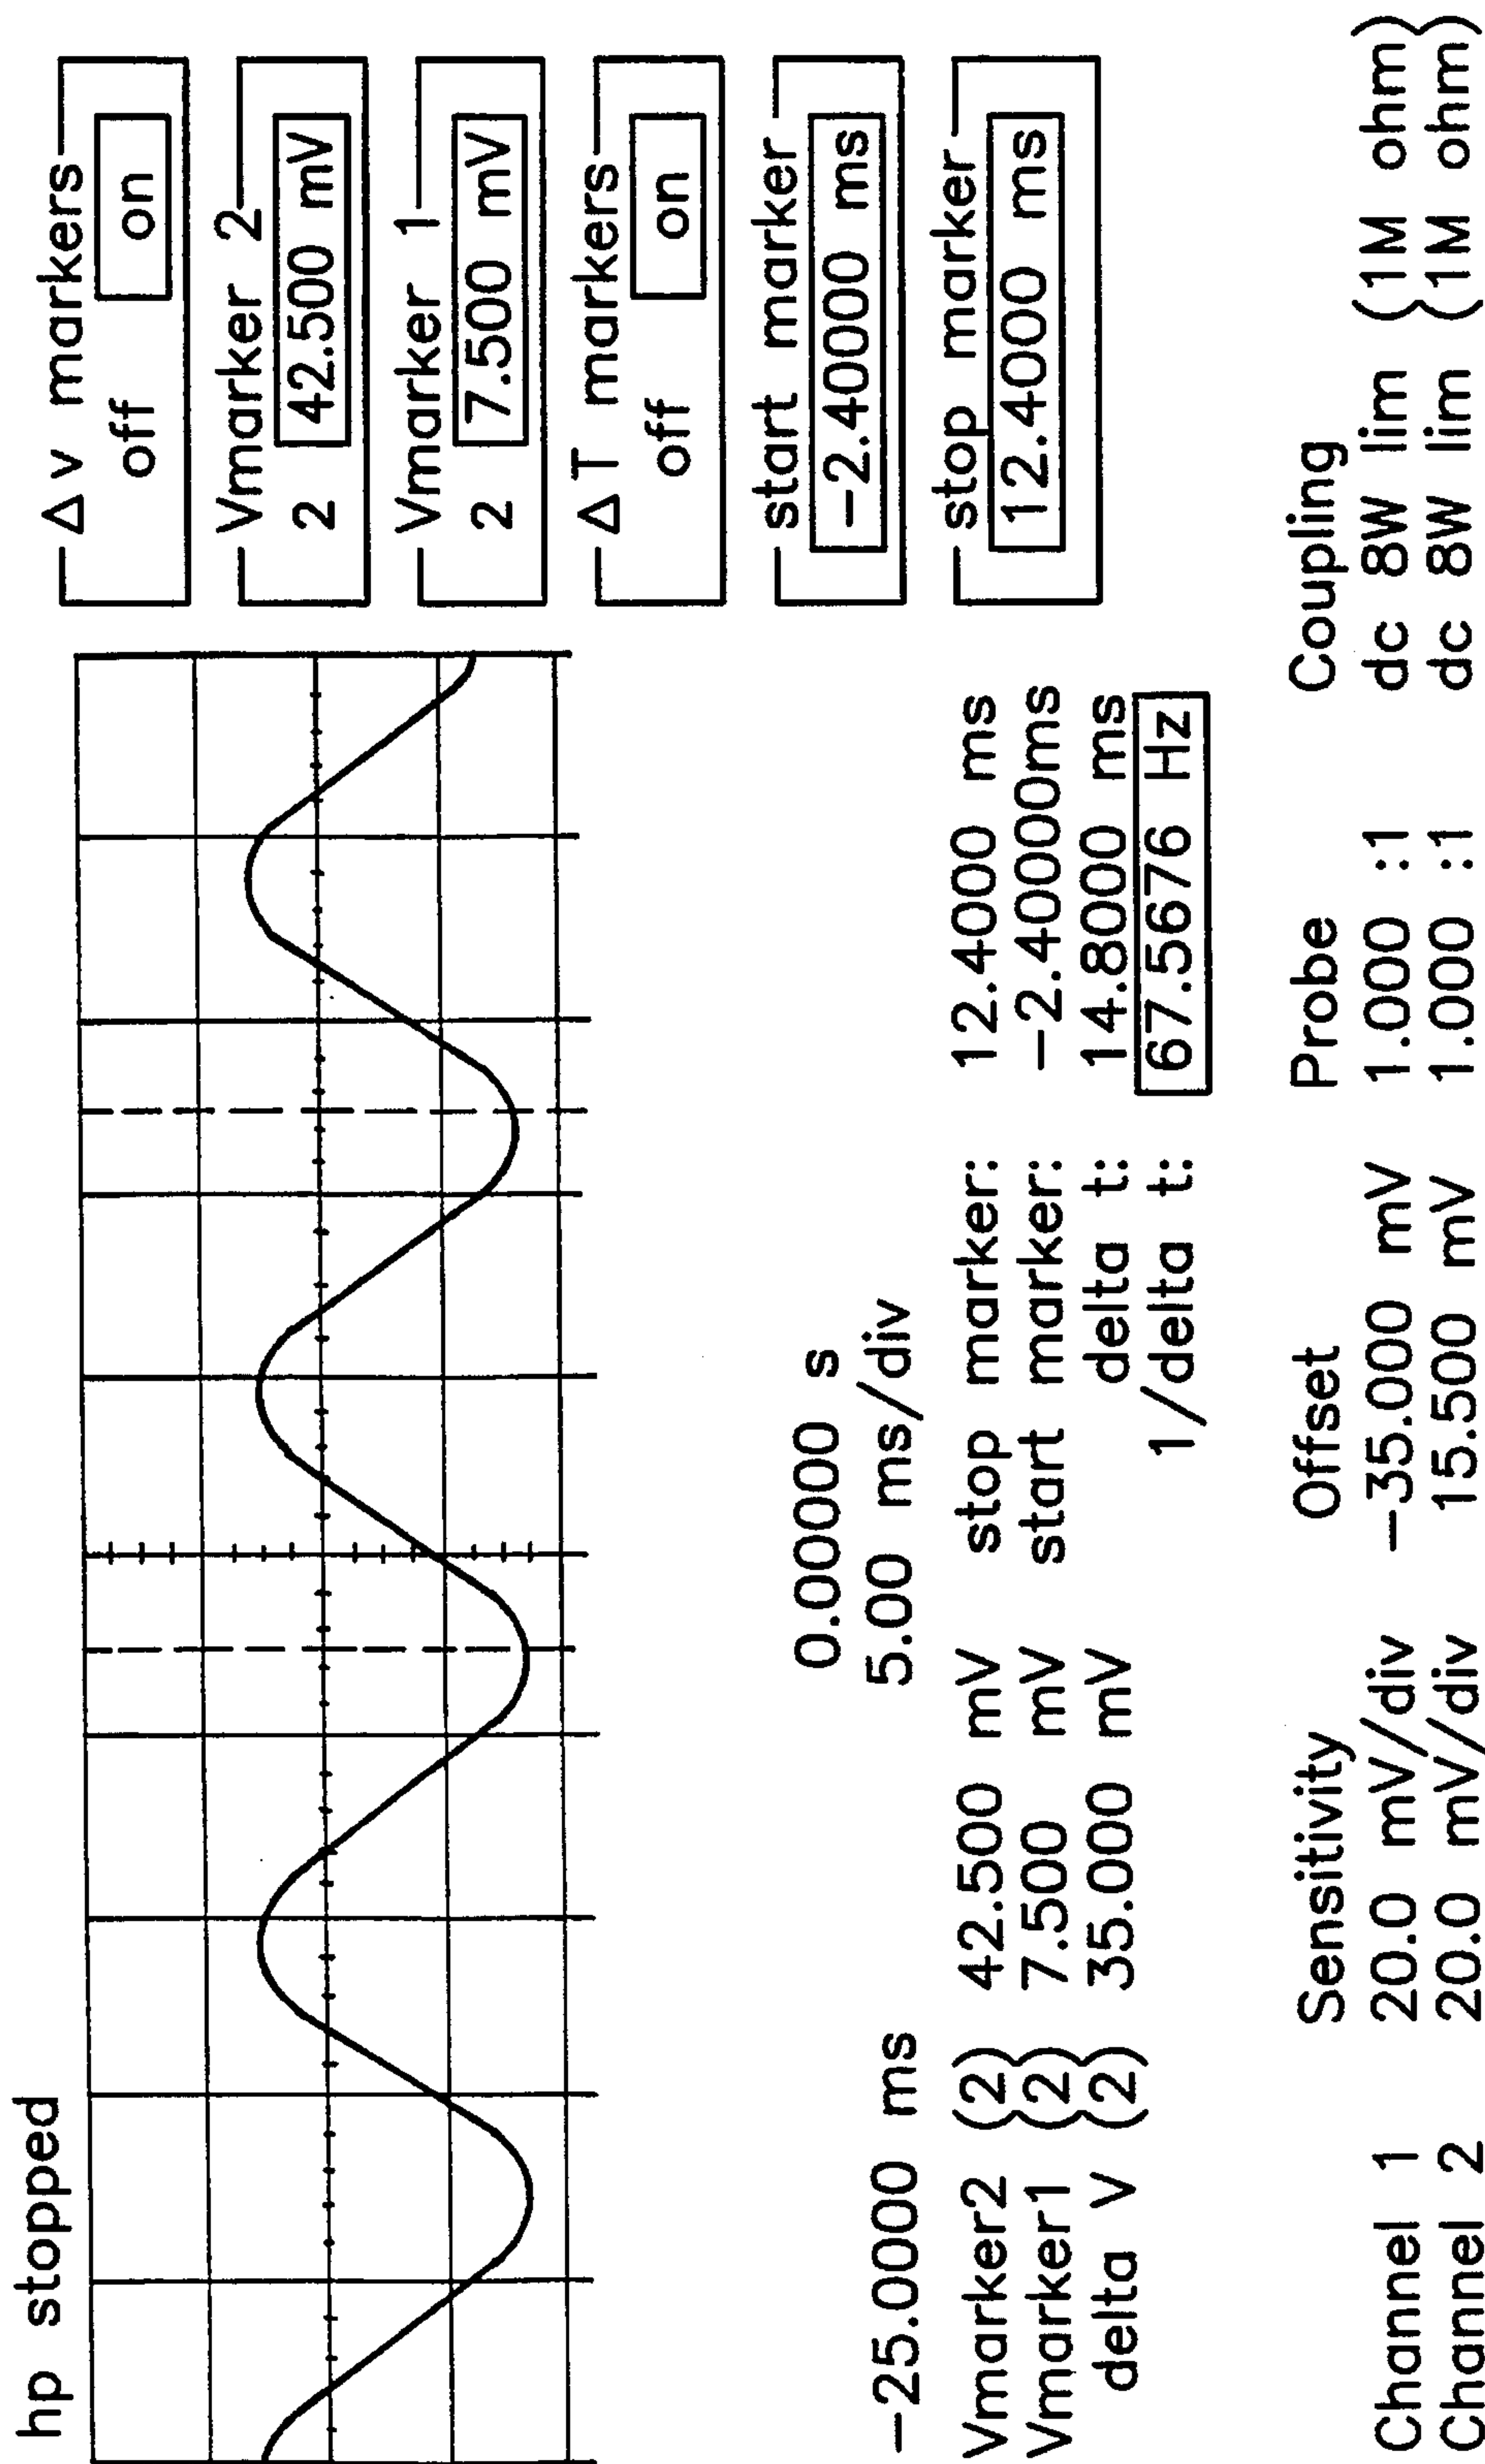 hp stopped
Δv markers
off on
Vmarker 2
2 42.500 mV
Vmarker 1
2 7.500 mV
ΔT markers
off on
start marker
-2.40000 ms
stop marker
12.4000 ms
-25.0000 ms 0.00000 s
5.00 ms/div
Vmarker2 (2) 42.500 mV stop marker: 12.4000 ms
Vmarker1 (2) 7.500 mV start marker: -2.40000ms
delta V (2) 35.000 mV delta t: 14.8000 ms
1/delta t: 67.5676 Hz
Sensitivity Offset Probe Coupling
Channel 1 20.0 mV/div -35.000 mV 1.000 :1 dc 8W lim (1M ohm)
Channel 2 20.0 mV/div 15.500 mV 1.000 :1 dc 8W lim (1M ohm)